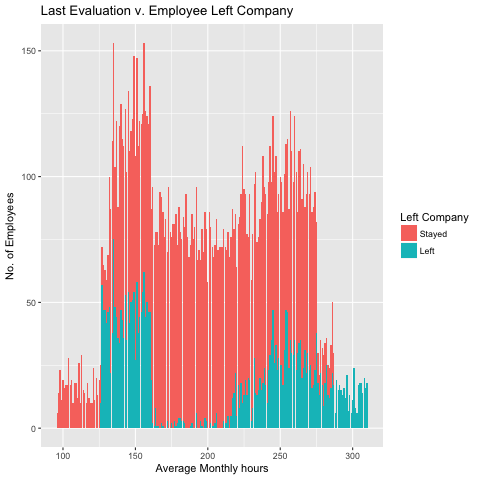 Last Evaluation v. Employee Left Company
150
100
50
0
No. of Employees
100
150
200
250
300
Average Monthly hours
Left Company
Stayed
Left